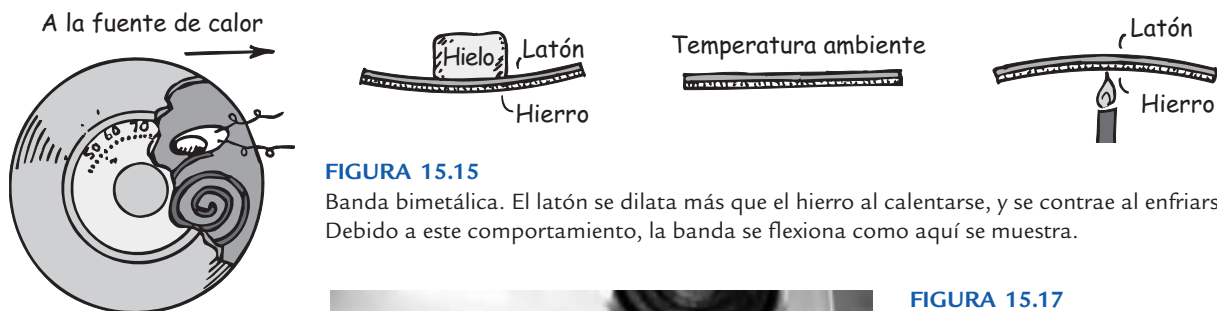 A la fuente de calor
50 60 70
Hielo
Latón
Hierro
Temperatura ambiente
Latón
Hierro
FIGURA 15.15
Banda bimetálica. El latón se dilata más que el hierro al calentarse, y se contrae al enfriars
Debido a este comportamiento, la banda se flexiona como aquí se muestra.
FIGURA 15.17